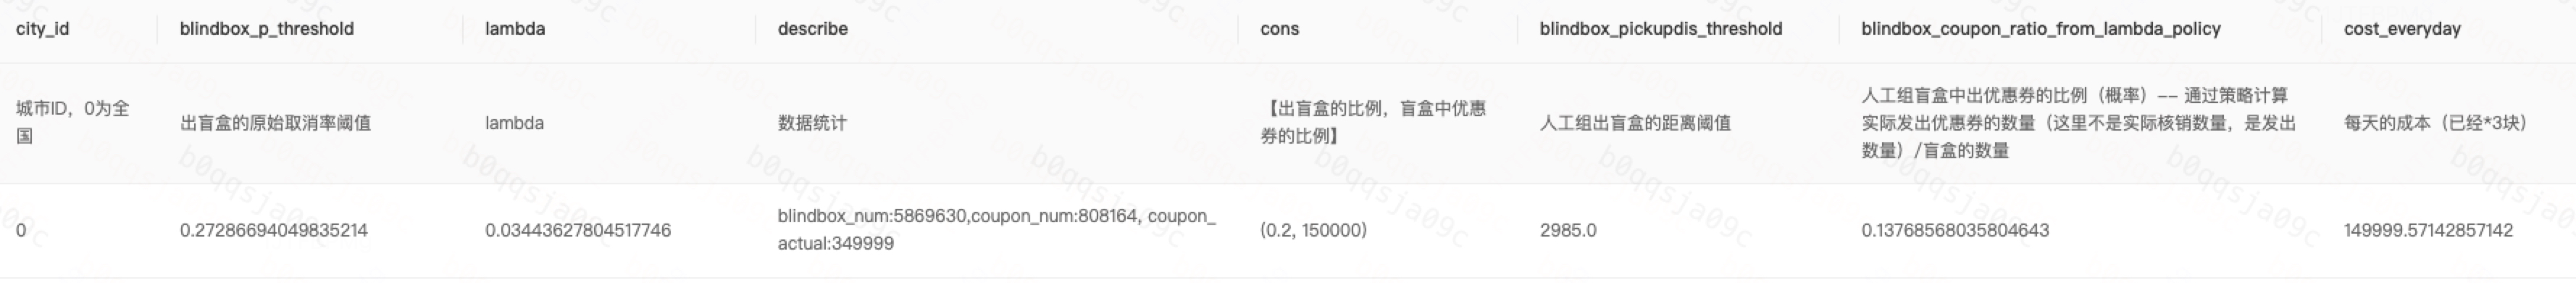 city_id
blindbox_p_threshold
lambda
describe
cons
blindbox_pickupdis_threshold
blindbox_coupon_ratio_from_lambda_policy
cost_everyday
城市ID，0为全
国
出盲盒的原始取消率阈值
lambda
数据统计
【出盲盒的比例，盲盒中优惠
券的比例】
人工组出盲盒的距离阈值
人工组盲盒中出优惠券的比例（概率）-- 通过策略计算
实际发出优惠券的数量（这里不是实际核销数量，是发出
数量）/盲盒的数量
每天的成本（已经*3块）
0
0.27286694049835214
0.03443627804517746
blindbox_num:5869630,coupon_num:808164, coupon_
actual:349999
(0.2, 150000)
2985.0
0.13768568035804643
149999.57142857142
b0qqsja09c